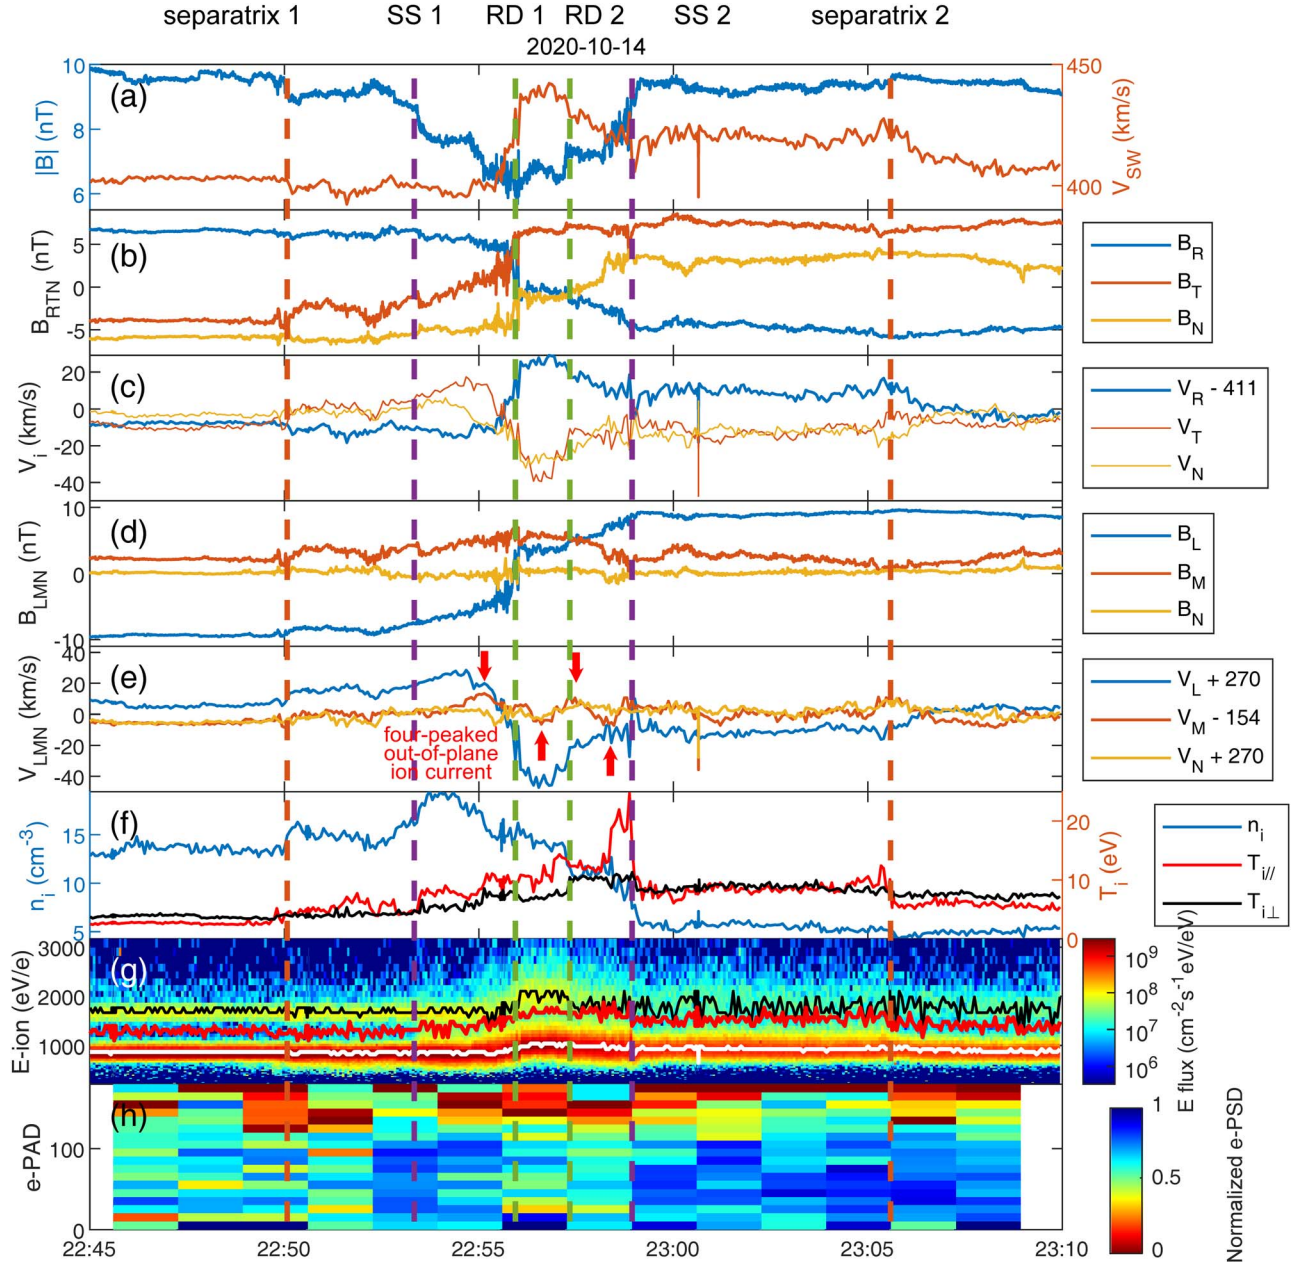 separatrix 1 SS 1 RD 1 RD 2 SS 2 separatrix 2
2020-10-14
10 8 6
|B| (nT)
(a)
450 400
V_SW (km/s)
5 0 -5
B_RTN (nT)
(b)
B_R
B_T
B_N
20 0 -20 -40
V_i (km/s)
(c)
V_R - 411
V_T
V_N
10 0 -10
B_LMN (nT)
(d)
B_L
B_M
B_N
40 20 0 -20 -40
V_LMN (km/s)
(e)
four-peaked
out-of-plane
ion current
V_L + 270
V_M - 154
V_N + 270
15 10 5
n_i (cm^-3)
(f)
20 10 0
T_i (eV)
n_i
T_i//
T_i⊥
3000 2000 1000
E-ion (eV/e)
(g)
10^9
10^8
10^7
10^6
E flux (cm^-2 s^-1 eV/eV)
100 0
e-PAD
(h)
1
0.5
0
Normalized e-PSD
22:45 22:50 22:55 23:00 23:05 23:10